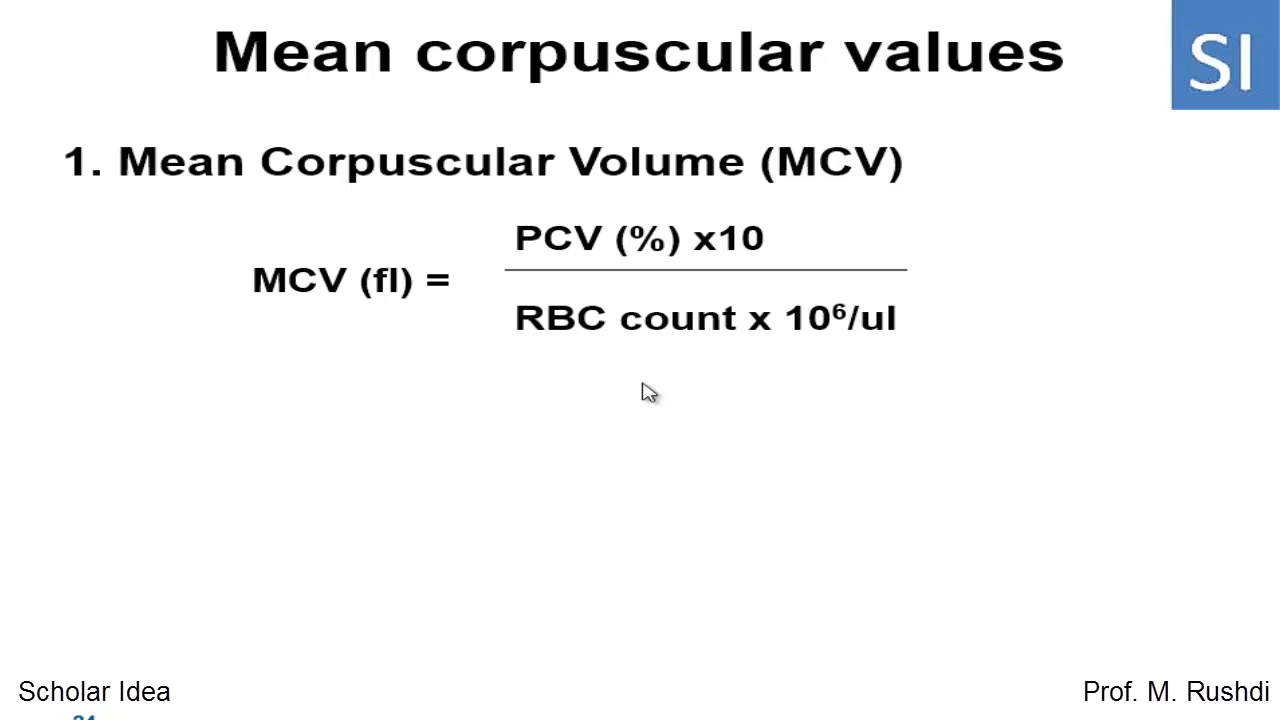 Mean corpuscular values
SI
1. Mean Corpuscular Volume (MCV)
PCV (%) x10
MCV (fl) =
RBC count x 10⁶/ul
Scholar Idea
Prof. M. Rushdi